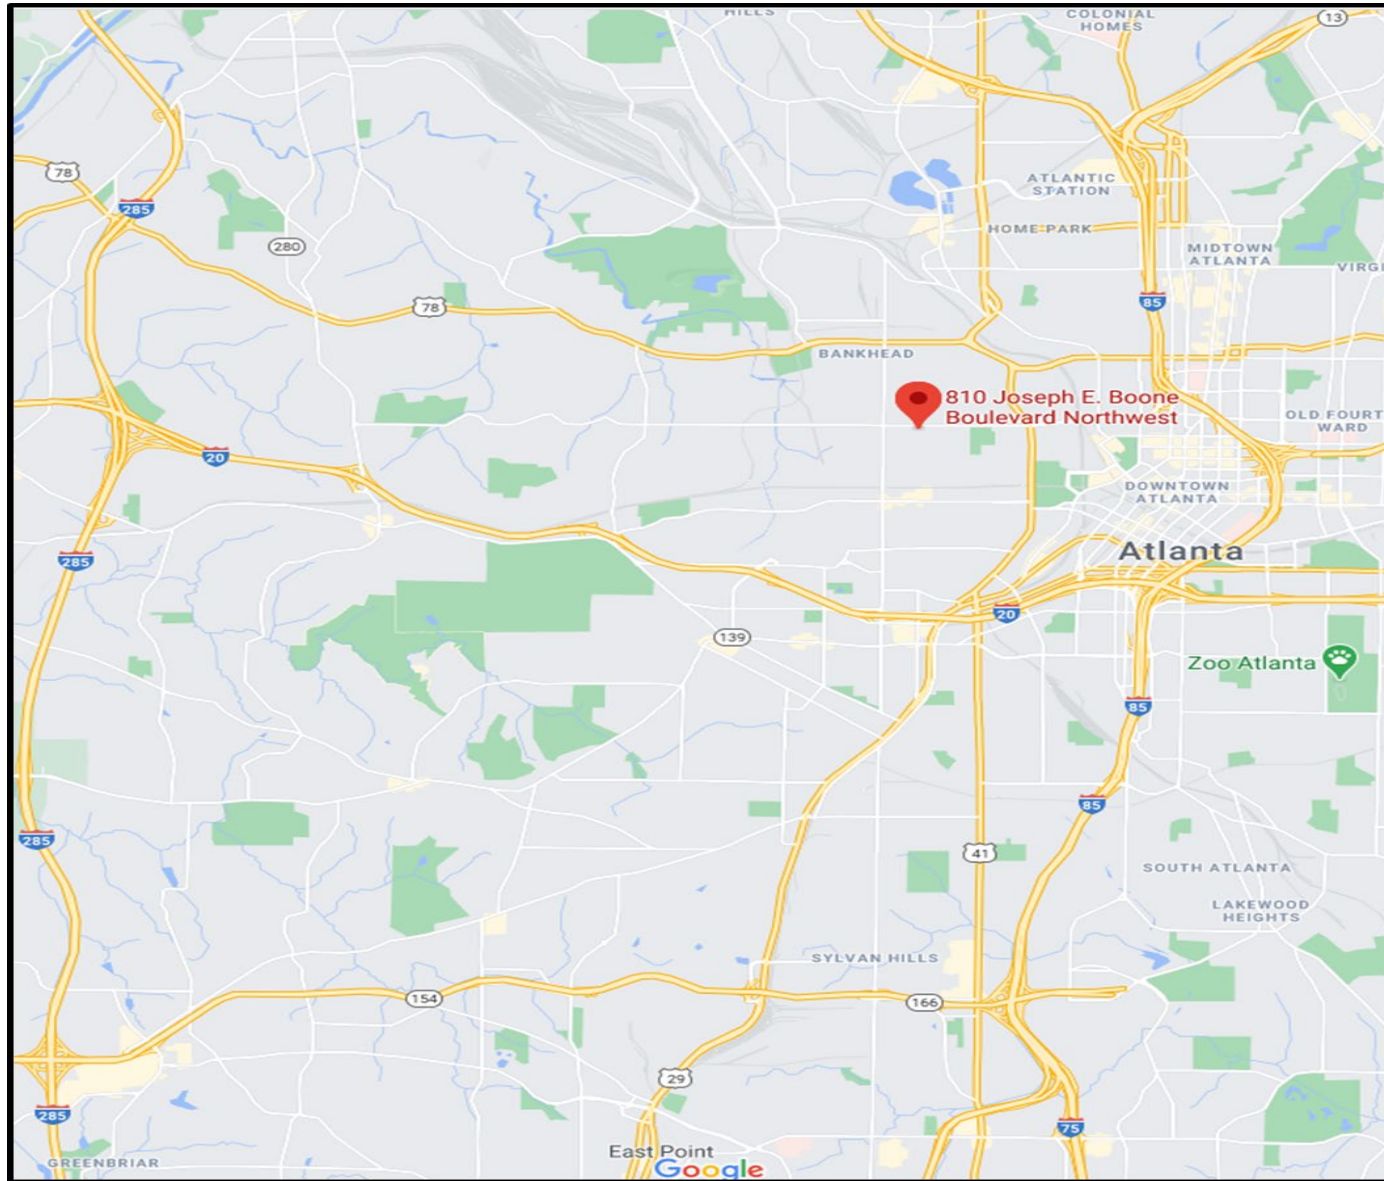 HILLS
COLONIAL
HOMES
13
78
285
280
ATLANTIC
STATION
HOME PARK
MIDTOWN
ATLANTA
VIRG
78
85
BANKHEAD
810 Joseph E. Boone
Boulevard Northwest
OLD FOURT
WARD
20
DOWNTOWN
ATLANTA
Atlanta
285
20
139
Zoo Atlanta
85
85
285
41
SOUTH ATLANTA
LAKEWOOD
HEIGHTS
SYLVAN HILLS
154
166
29
285
75
East Point
GREENBRIAR
Google